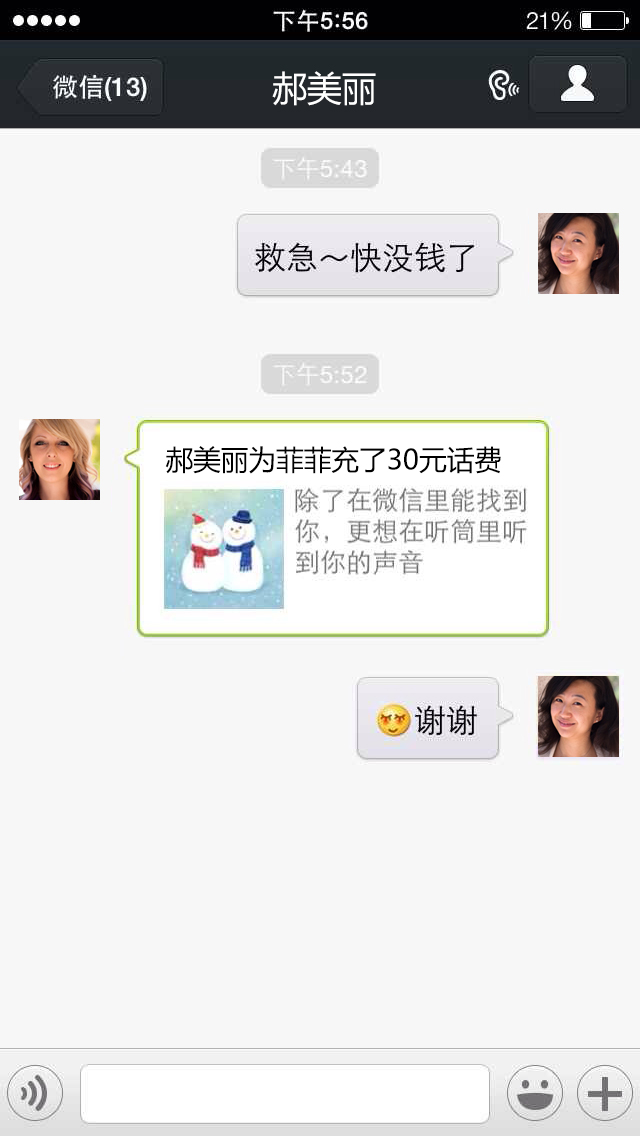 下午5:56
21%
微信(13)
郝美丽
下午5:43
救急～快没钱了
下午5:52
郝美丽为菲菲充了30元话费
除了在微信里能找到
你，更想在听筒里听
到你的声音
谢谢